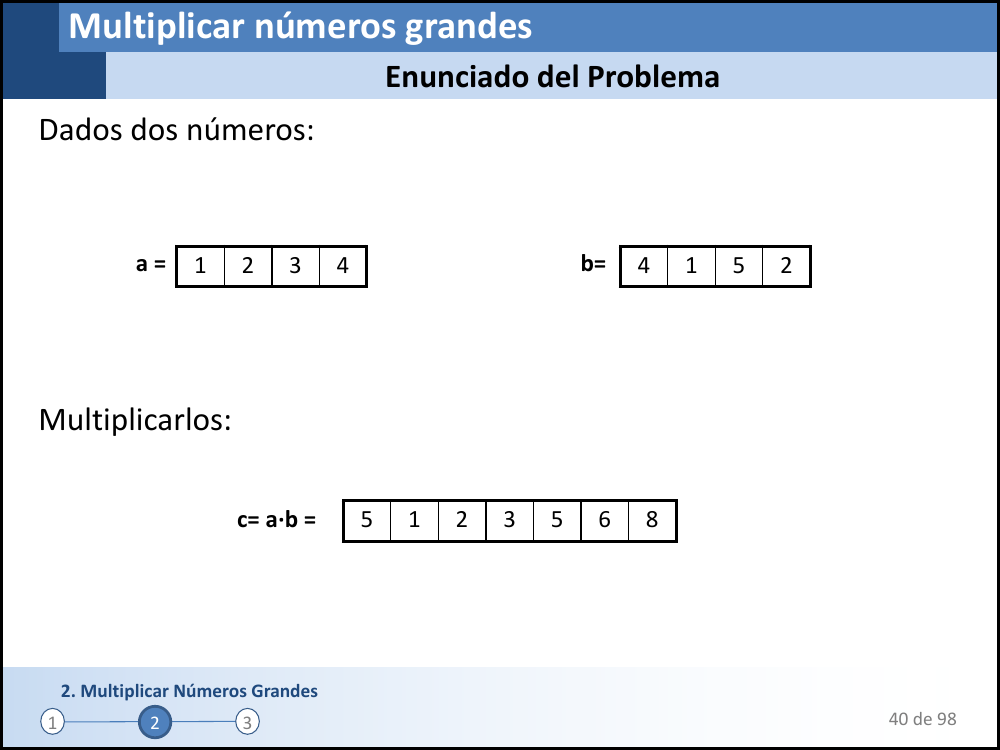 Multiplicar números grandes
Enunciado del Problema
Dados dos números:
a = 1 2 3 4
b= 4 1 5 2
Multiplicarlos:
c= a·b = 5 1 2 3 5 6 8
2. Multiplicar Números Grandes
1 2 3
40 de 98